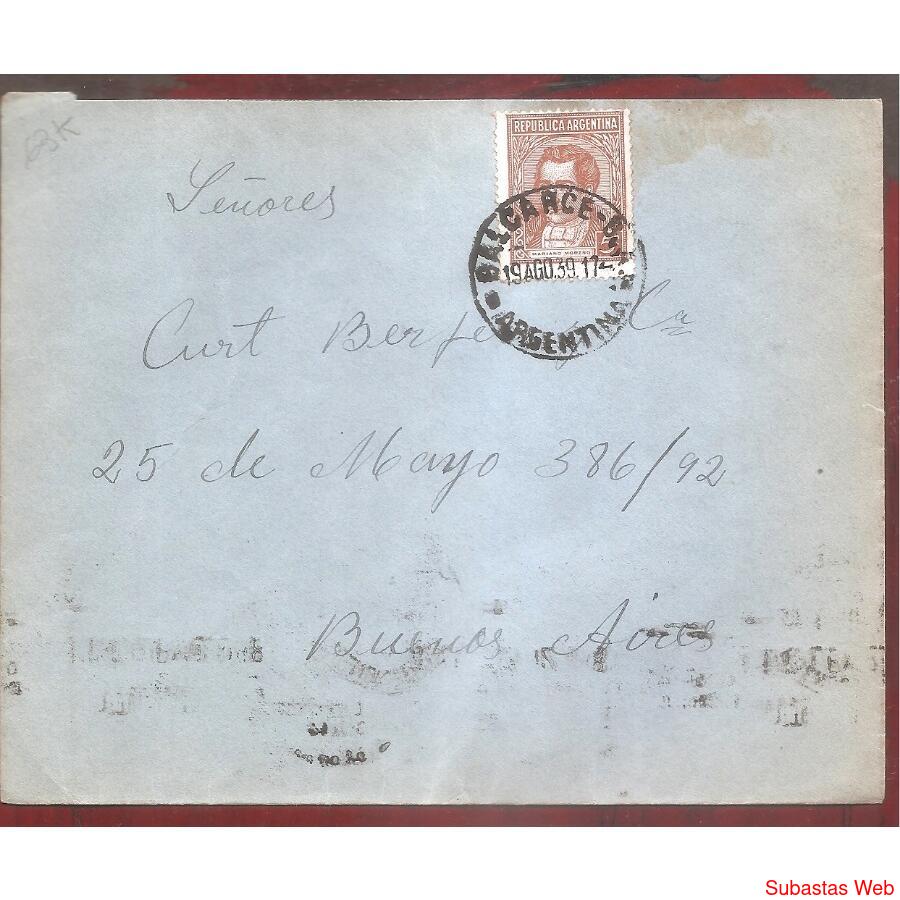 REPUBLICA ARGENTINA
MARIANO MORENO
BALCARCE-B
19 AGO.39.17
ARGENTINA
Señores
Curt Berger y Ca
25 de Mayo 386/92
Buenos Aires
Subastas Web